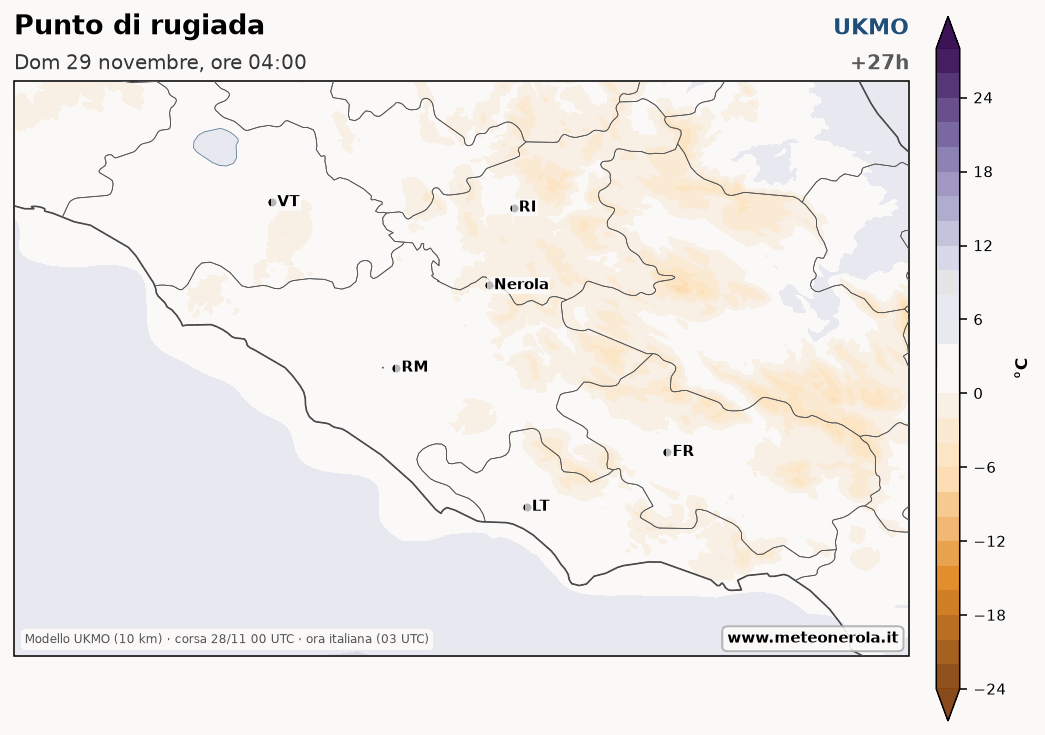 Punto di rugiada
UKMO
Dom 29 novembre, ore 04:00
+27h
VT
RI
Nerola
RM
FR
LT
24
18
12
6
0
−6
−12
−18
−24
°C
Modello UKMO (10 km) · corsa 28/11 00 UTC · ora italiana (03 UTC)
www.meteonerola.it